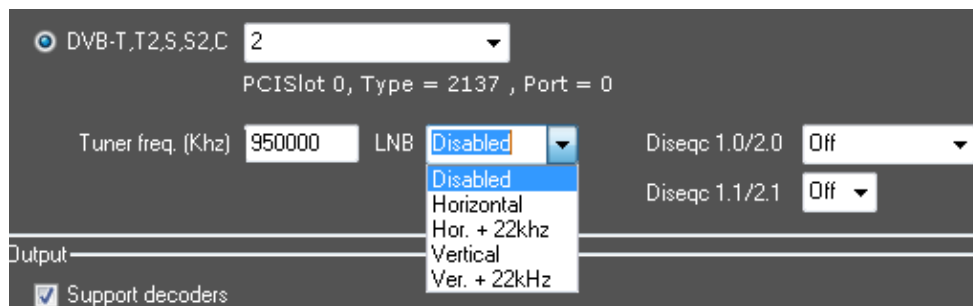 DVB-T,T2,S,S2,C 2
PCISlot 0, Type = 2137 , Port = 0
Tuner freq. (Khz) 950000 LNB Disabled Diseqc 1.0/2.0 Off
Disabled
Horizontal
Hor. + 22khz
Vertical
Ver. + 22kHz
Diseqc 1.1/2.1 Off
Output
Support decoders